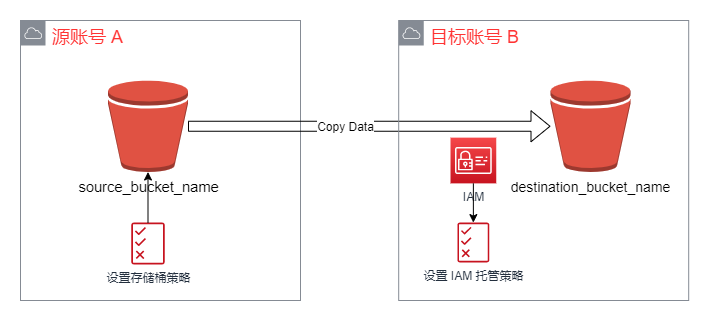 源账号 A
目标账号 B
Copy Data
source_bucket_name
destination_bucket_name
IAM
设置存储桶策略
设置 IAM 托管策略